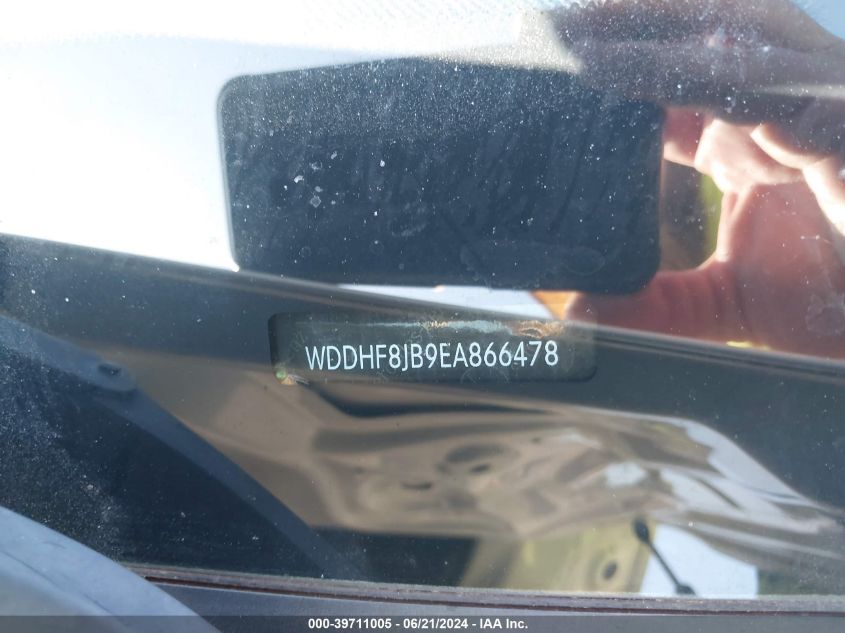 WDDHF8JB9EA866478
000-39711005 - 06/21/2024 - IAA Inc.